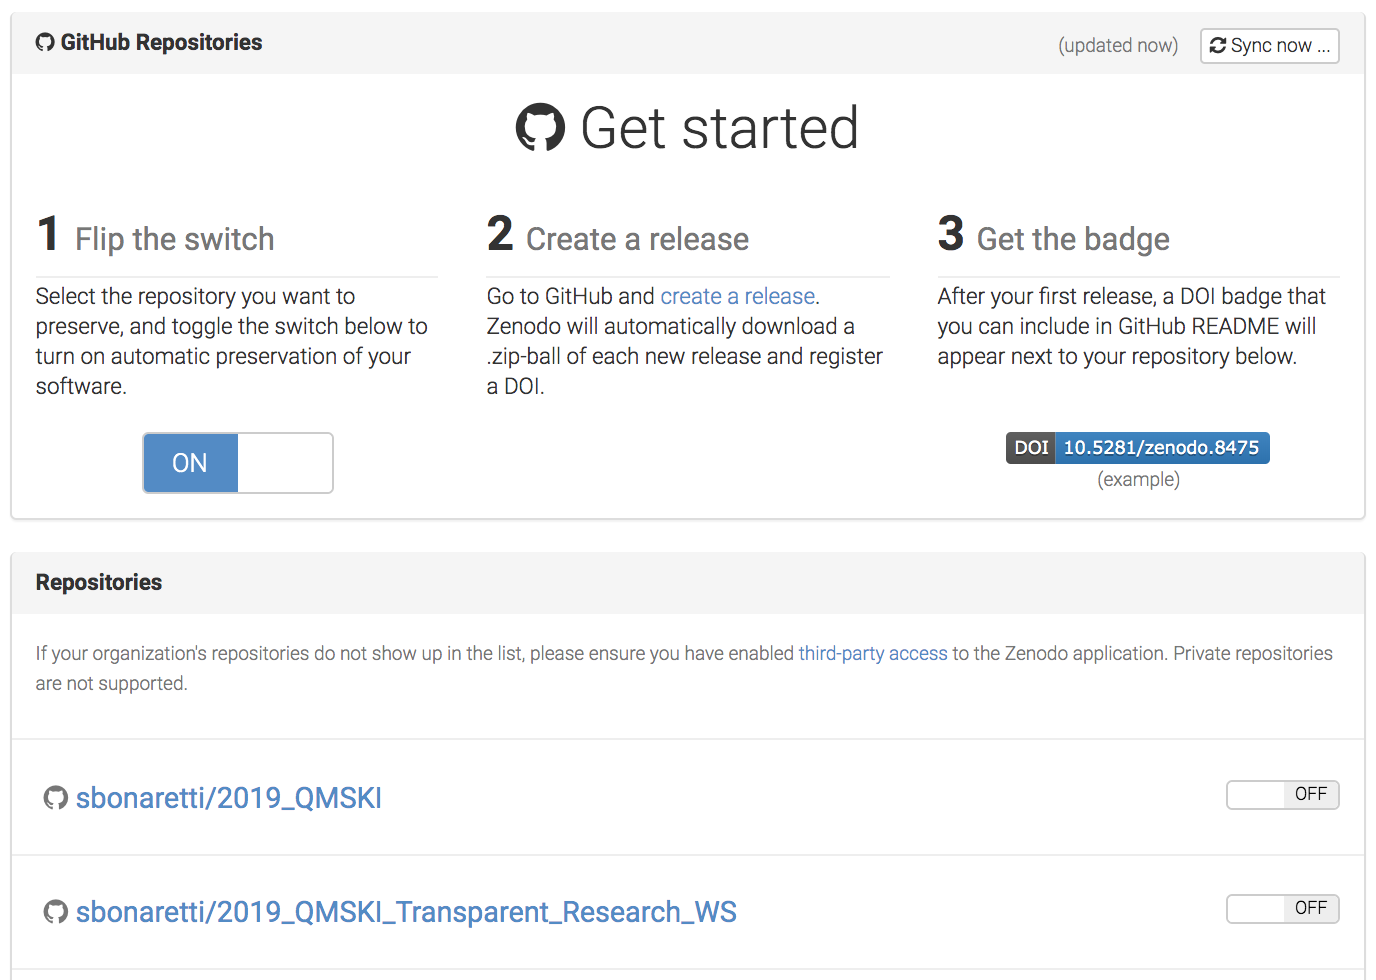 GitHub Repositories
(updated now)
Sync now ...
Get started
1 Flip the switch
Select the repository you want to
preserve, and toggle the switch below to
turn on automatic preservation of your
software.
ON
2 Create a release
Go to GitHub and create a release.
Zenodo will automatically download a
.zip-ball of each new release and register
a DOI.
3 Get the badge
After your first release, a DOI badge that
you can include in GitHub README will
appear next to your repository below.
DOI 10.5281/zenodo.8475
(example)
Repositories
If your organization's repositories do not show up in the list, please ensure you have enabled third-party access to the Zenodo application. Private repositories
are not supported.
sbonaretti/2019_QMSKI
OFF
sbonaretti/2019_QMSKI_Transparent_Research_WS
OFF